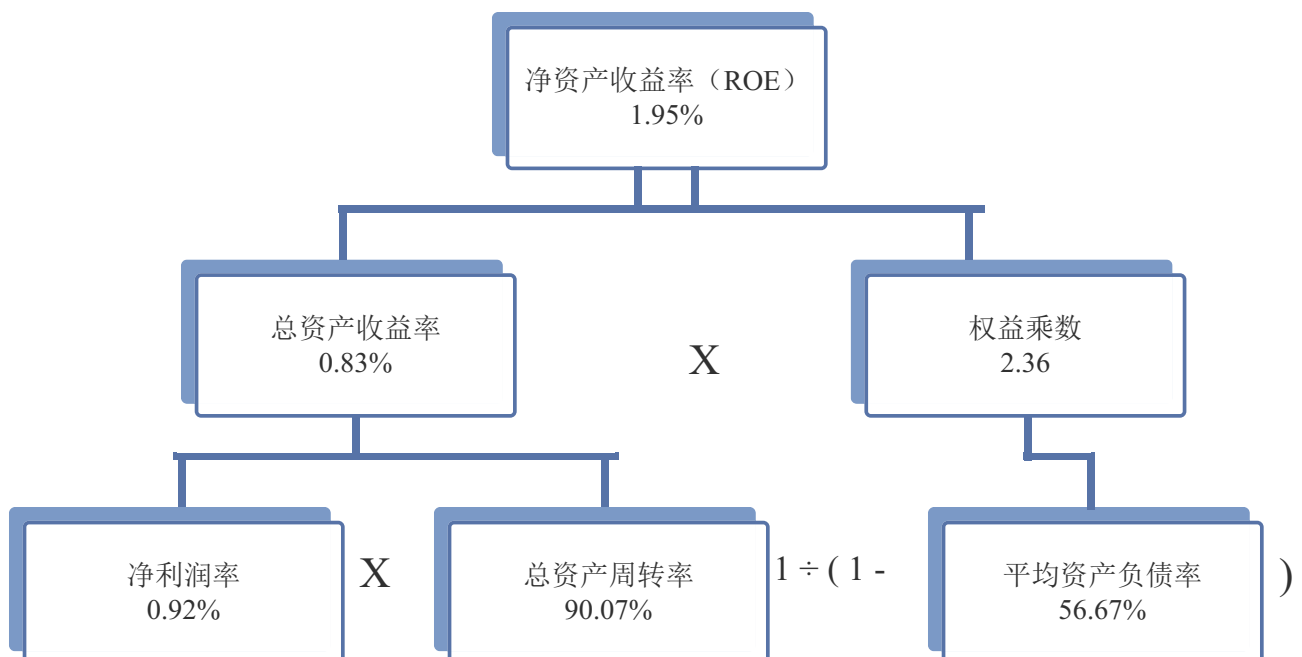 净资产收益率（ROE）
1.95%
总资产收益率
0.83%
X
权益乘数
2.36
净利润率
0.92%
X
总资产周转率
90.07%
1 ÷ ( 1 -
平均资产负债率
56.67%
)